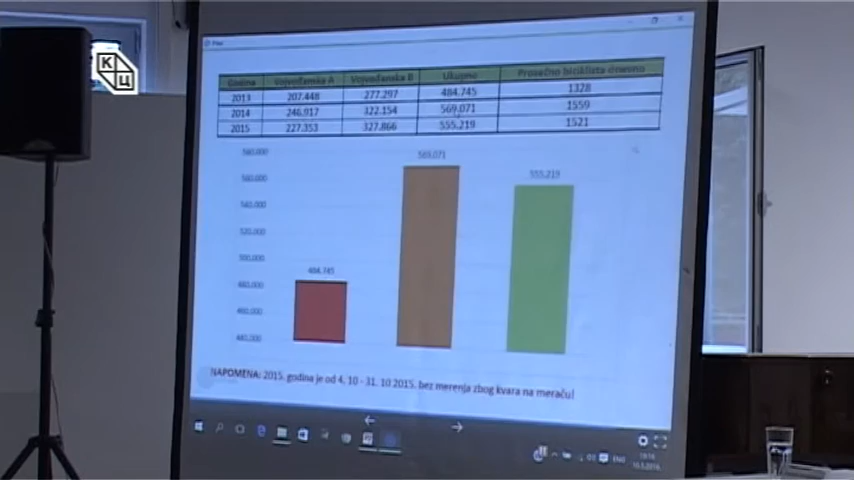 КЦ
Godina Vojvođanska A Vojvođanska B Ukupno Prosečno biciklista dnevno
2013 207.448 277.297 484.745 1328
2014 246.917 322.154 569.071 1559
2015 227.353 327.866 555.219 1521
580,000
560,000
540,000
520,000
500,000
480,000
460,000
440,000
569,071
555,219
484,745
NAPOMENA: 2015. godina je od 4. 10 - 31. 10 2015. bez merenja zbog kvara na meraču!
ENG
19:16